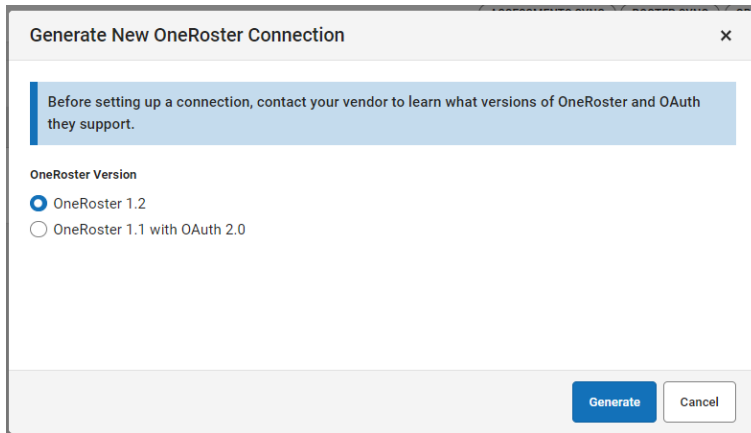 Generate New OneRoster Connection
Before setting up a connection, contact your vendor to learn what versions of OneRoster and OAuth
they support.
OneRoster Version
OneRoster 1.2
OneRoster 1.1 with OAuth 2.0
Generate Cancel